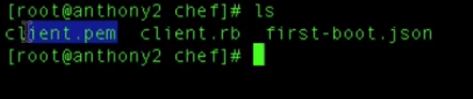 [root@anthony2 chef]# ls
client.pem  client.rb  first-boot.json
[root@anthony2 chef]#